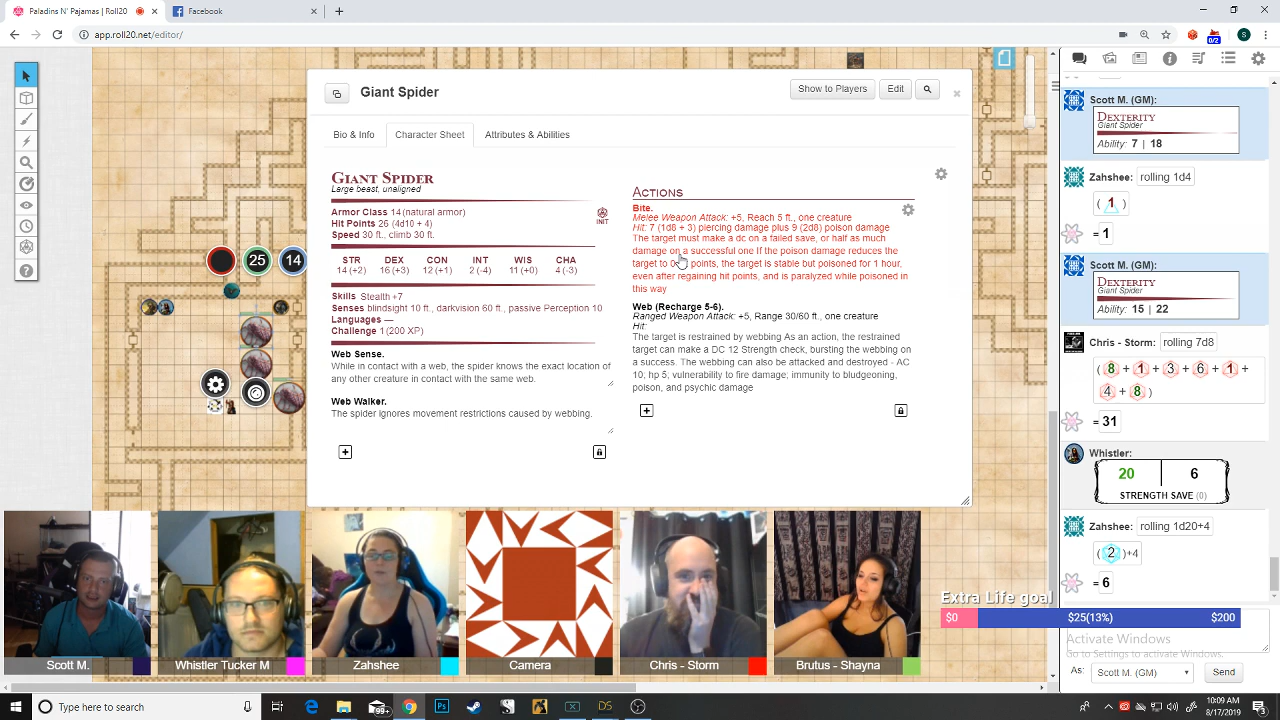 Paladins N' Pajamas | Roll20
Facebook
app.roll20.net/editor/
0/2
S
Giant Spider
Show to Players
Edit
Bio & Info
Character Sheet
Attributes & Abilities
GIANT SPIDER
Large beast, unaligned
Armor Class 14 (natural armor)
Hit Points 26 (4d10 + 4)
Speed 30 ft., climb 30 ft.
INIT
STR DEX CON INT WIS CHA
14 (+2) 16 (+3) 12 (+1) 2 (-4) 11 (+0) 4 (-3)
Skills Stealth +7
Senses blindsight 10 ft., darkvision 60 ft., passive Perception 10
Languages —
Challenge 1 (200 XP)
Web Sense.
While in contact with a web, the spider knows the exact location of
any other creature in contact with the same web.
Web Walker.
The spider ignores movement restrictions caused by webbing.
ACTIONS
Bite.
Melee Weapon Attack: +5, Reach 5 ft., one creature
Hit: 7 (1d8 + 3) piercing damage plus 9 (2d8) poison damage
The target must make a dc on a failed save, or half as much
damage on a successful one If the poison damage reduces the
target to 0 points, the target is stable but poisoned for 1 hour,
even after regaining hit points, and is paralyzed while poisoned in
this way
Web (Recharge 5-6).
Ranged Weapon Attack: +5, Range 30/60 ft., one creature
Hit:
The target is restrained by webbing As an action, the restrained
target can make a DC 12 Strength check, bursting the webbing on
a success. The webbing can also be attacked and destroyed - AC
10; hp 5; vulnerability to fire damage; immunity to bludgeoning,
poison, and psychic damage
25
14
Scott M. (GM):
DEXTERITY
Giant Spider
Ability: 7 | 18
Zahshee: rolling 1d4
( 1 )
= 1
Scott M. (GM):
DEXTERITY
Giant Spider
Ability: 15 | 22
Chris - Storm: rolling 7d8
( 8 + 1 + 3 + 6 + 1 +
4 + 8 )
= 31
Whistler:
20 | 6
STRENGTH SAVE (0)
Zahshee: rolling 1d20+4
( 2 )+4
= 6
Extra Life goal
$0
$25(13%)
$200
Activate Windows
Go to Settings to activate Windows.
As: Scott M. (GM)
Send
Scott M.
Whistler Tucker M
Zahshee
Camera
Chris - Storm
Brutus - Shayna
Type here to search
99+
Ps
DS
10:09 AM
8/17/2019